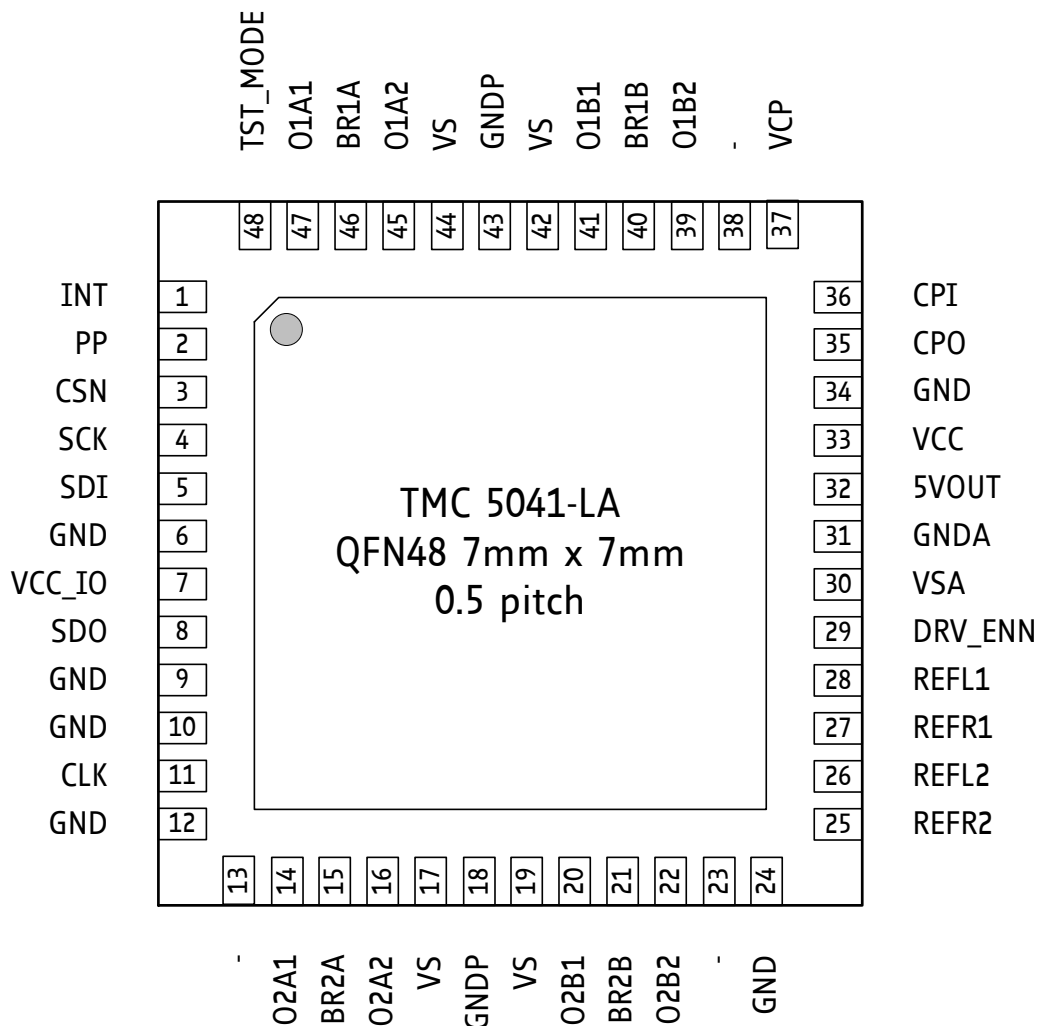 TST_MODE
O1A1
BR1A
O1A2
VS
GNDP
VS
O1B1
BR1B
O1B2
-
VCP
48
47
46
45
44
43
42
41
40
39
38
37
INT 1
PP 2
CSN 3
SCK 4
SDI 5
GND 6
VCC_IO 7
SDO 8
GND 9
GND 10
CLK 11
GND 12
TMC 5041-LA
QFN48 7mm x 7mm
0.5 pitch
36 CPI
35 CPO
34 GND
33 VCC
32 5VOUT
31 GNDA
30 VSA
29 DRV_ENN
28 REFL1
27 REFR1
26 REFL2
25 REFR2
13
14
15
16
17
18
19
20
21
22
23
24
-
O2A1
BR2A
O2A2
VS
GNDP
VS
O2B1
BR2B
O2B2
-
GND